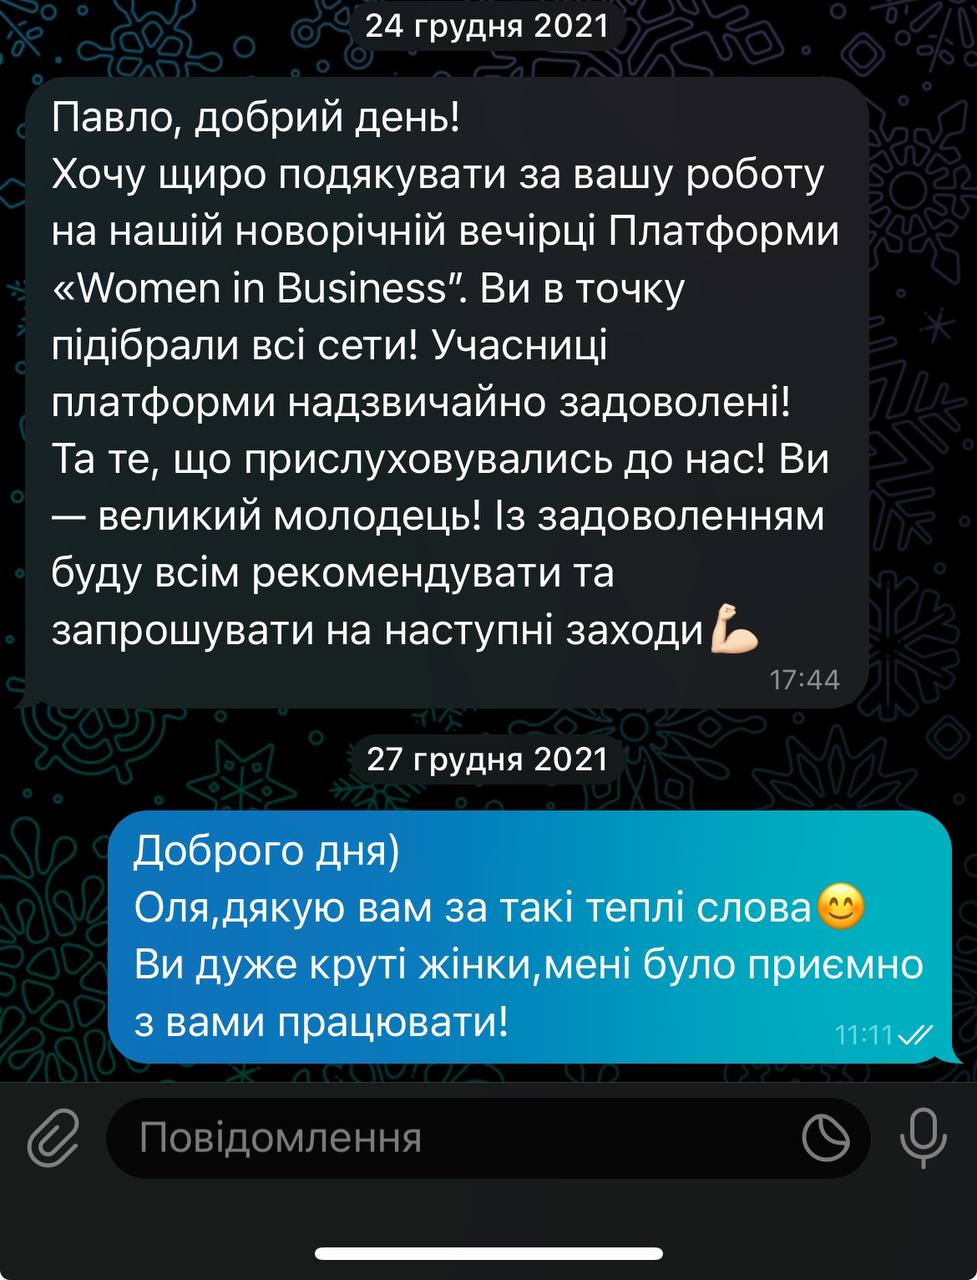 24 грудня 2021
Павло, добрий день!
Хочу щиро подякувати за вашу роботу
на нашій новорічній вечірці Платформи
«Women in Business”. Ви в точку
підібрали всі сети! Учасниці
платформи надзвичайно задоволені!
Та те, що прислуховувались до нас! Ви
— великий молодець! Із задоволенням
буду всім рекомендувати та
запрошувати на наступні заходи💪🏻
17:44
27 грудня 2021
Доброго дня)
Оля,дякую вам за такі теплі слова😊
Ви дуже круті жінки,мені було приємно
з вами працювати!
11:11
Повідомлення